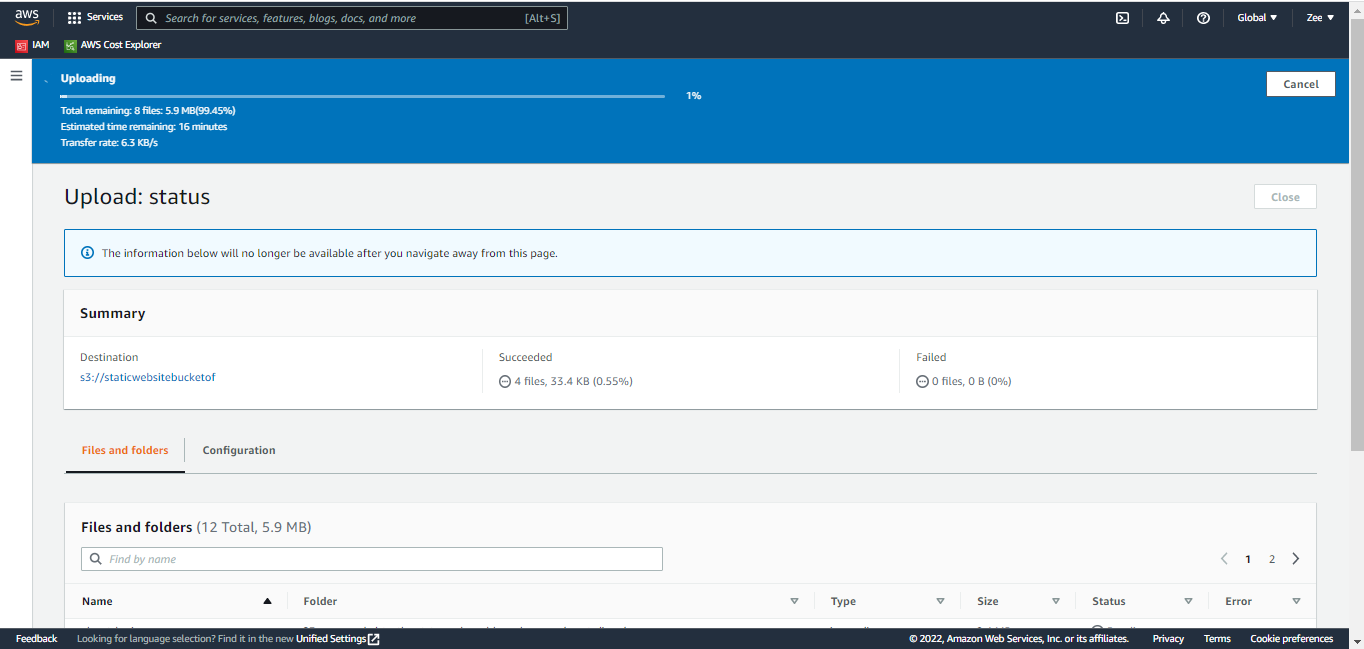 aws Services Search for services, features, blogs, docs, and more [Alt+S] Global Zee
IAM AWS Cost Explorer
Uploading
1%
Cancel
Total remaining: 8 files: 5.9 MB(99.45%)
Estimated time remaining: 16 minutes
Transfer rate: 6.3 KB/s
Upload: status
Close
The information below will no longer be available after you navigate away from this page.
Summary
Destination Succeeded Failed
s3://staticwebsitebucketof 4 files, 33.4 KB (0.55%) 0 files, 0 B (0%)
Files and folders Configuration
Files and folders (12 Total, 5.9 MB)
Find by name 1 2
Name Folder Type Size Status Error
Feedback Looking for language selection? Find it in the new Unified Settings © 2022, Amazon Web Services, Inc. or its affiliates. Privacy Terms Cookie preferences